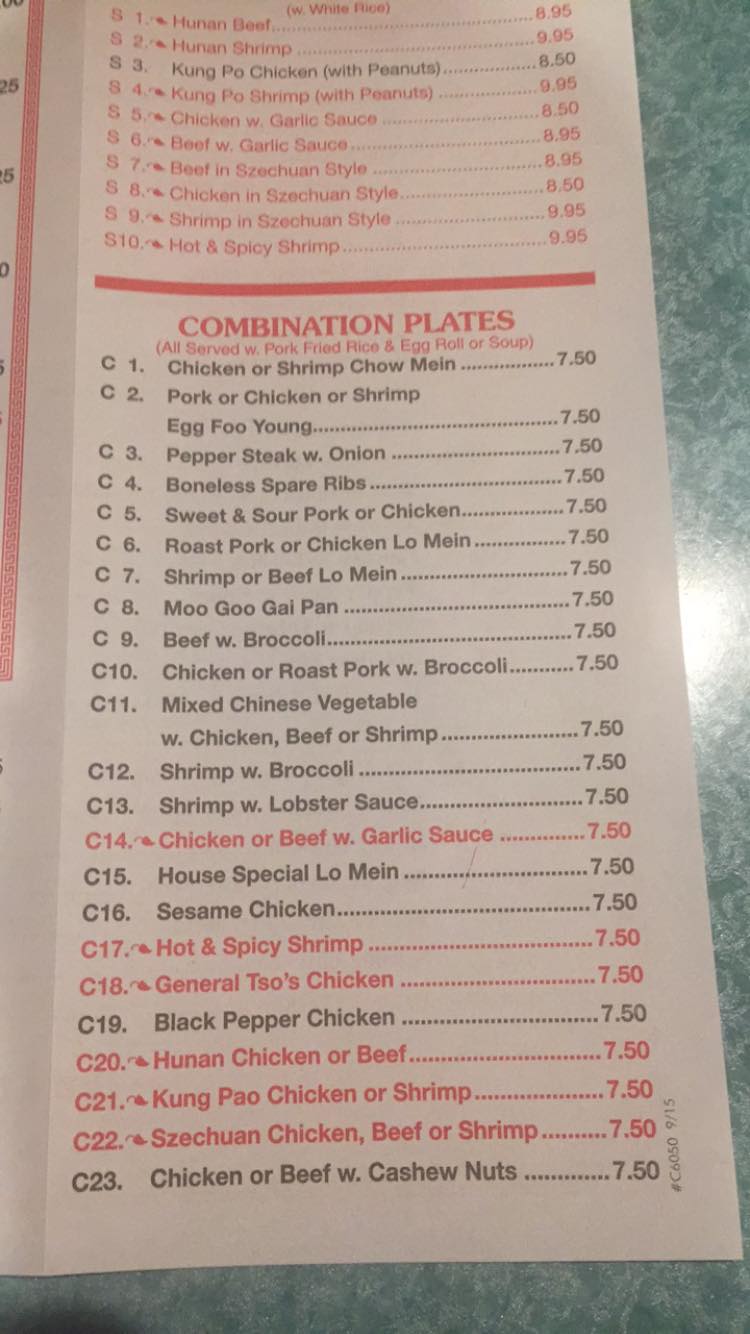 (w. White Rice)
S 1. Hunan Beef..........8.95
S 2. Hunan Shrimp..........9.95
S 3. Kung Po Chicken (with Peanuts)..........8.50
S 4. Kung Po Shrimp (with Peanuts)..........9.95
S 5. Chicken w. Garlic Sauce..........8.50
S 6. Beef w. Garlic Sauce..........8.95
S 7. Beef in Szechuan Style..........8.95
S 8. Chicken in Szechuan Style..........8.50
S 9. Shrimp in Szechuan Style..........9.95
S10. Hot & Spicy Shrimp..........9.95
COMBINATION PLATES
(All Served w. Pork Fried Rice & Egg Roll or Soup)
C 1. Chicken or Shrimp Chow Mein..........7.50
C 2. Pork or Chicken or Shrimp
Egg Foo Young..........7.50
C 3. Pepper Steak w. Onion..........7.50
C 4. Boneless Spare Ribs..........7.50
C 5. Sweet & Sour Pork or Chicken..........7.50
C 6. Roast Pork or Chicken Lo Mein..........7.50
C 7. Shrimp or Beef Lo Mein..........7.50
C 8. Moo Goo Gai Pan..........7.50
C 9. Beef w. Broccoli..........7.50
C10. Chicken or Roast Pork w. Broccoli..........7.50
C11. Mixed Chinese Vegetable
w. Chicken, Beef or Shrimp..........7.50
C12. Shrimp w. Broccoli..........7.50
C13. Shrimp w. Lobster Sauce..........7.50
C14. Chicken or Beef w. Garlic Sauce..........7.50
C15. House Special Lo Mein..........7.50
C16. Sesame Chicken..........7.50
C17. Hot & Spicy Shrimp..........7.50
C18. General Tso's Chicken..........7.50
C19. Black Pepper Chicken..........7.50
C20. Hunan Chicken or Beef..........7.50
C21. Kung Pao Chicken or Shrimp..........7.50
C22. Szechuan Chicken, Beef or Shrimp..........7.50
C23. Chicken or Beef w. Cashew Nuts..........7.50
#C6050 9/15